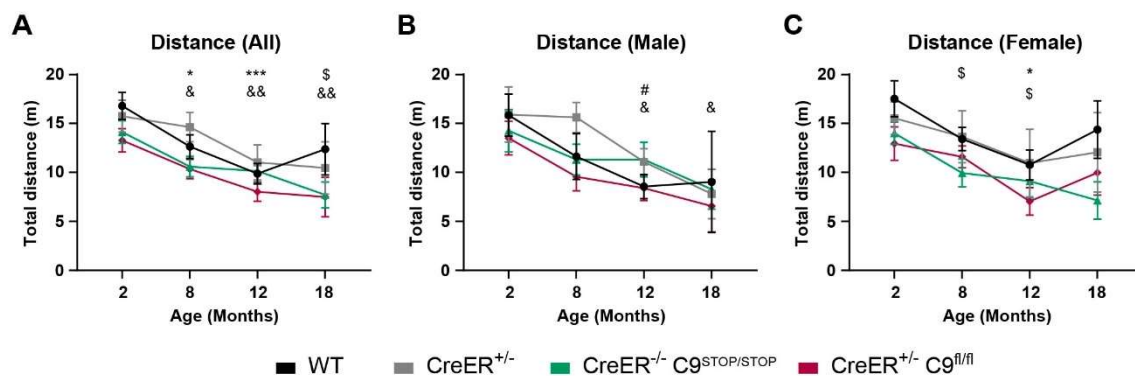 A
Distance (All)
Total distance (m)
20
15
10
5
0
*
&
***
&&
$
&&
2 8 12 18
Age (Months)
B
Distance (Male)
Total distance (m)
20
15
10
5
0
#
&
&
2 8 12 18
Age (Months)
C
Distance (Female)
Total distance (m)
20
15
10
5
0
$
*
$
2 8 12 18
Age (Months)
WT CreER+/- CreER-/- C9STOP/STOP CreER+/- C9fl/fl